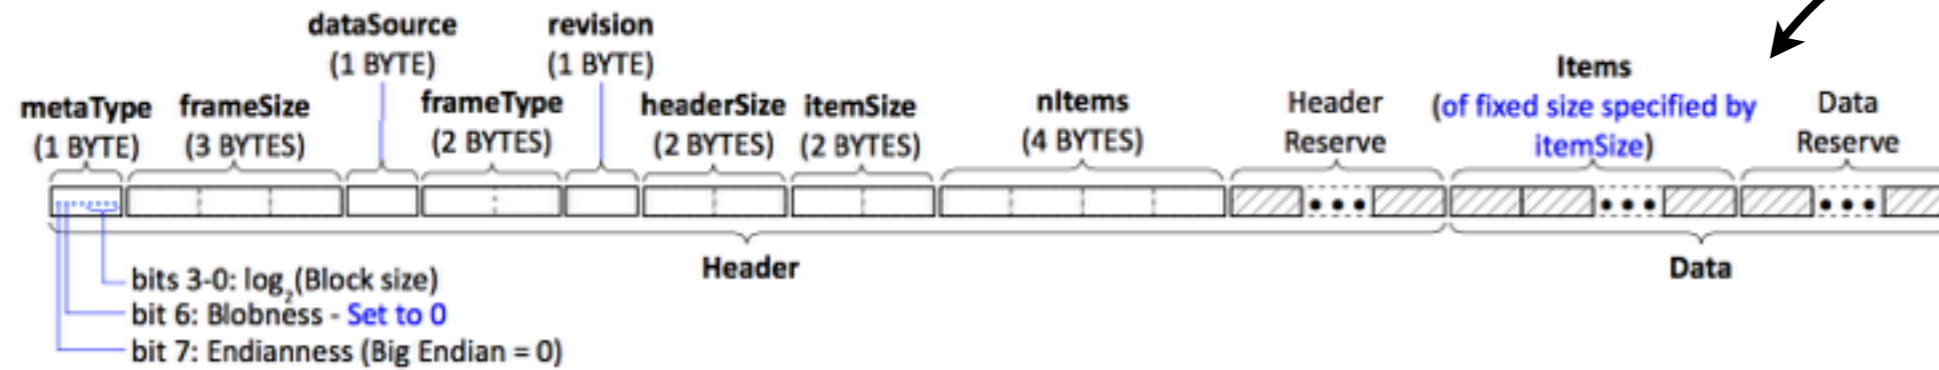 dataSource
(1 BYTE)
revision
(1 BYTE)
metaType
(1 BYTE)
frameSize
(3 BYTES)
frameType
(2 BYTES)
headerSize
(2 BYTES)
itemSize
(2 BYTES)
nItems
(4 BYTES)
Header
Reserve
Items
(of fixed size specified by
itemSize)
Data
Reserve
Header
Data
bits 3-0: log2(Block size)
bit 6: Blobness - Set to 0
bit 7: Endianness (Big Endian = 0)